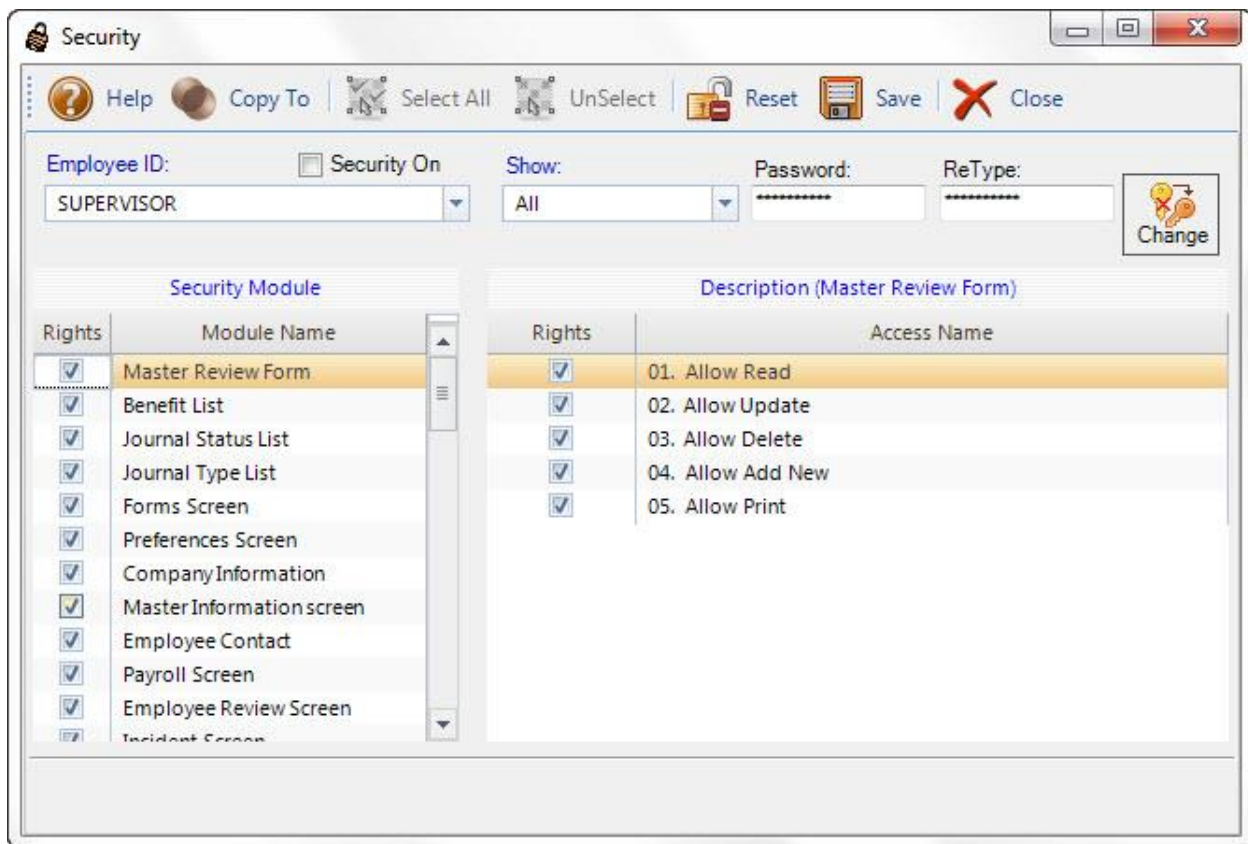 Security
Help Copy To Select All UnSelect Reset Save Close
Employee ID: Security On Show: Password: ReType:
SUPERVISOR All ********** ********** Change
Security Module Description (Master Review Form)
Rights Module Name Rights Access Name
Master Review Form 01. Allow Read
Benefit List 02. Allow Update
Journal Status List 03. Allow Delete
Journal Type List 04. Allow Add New
Forms Screen 05. Allow Print
Preferences Screen
Company Information
Master Information screen
Employee Contact
Payroll Screen
Employee Review Screen
Incident Screen